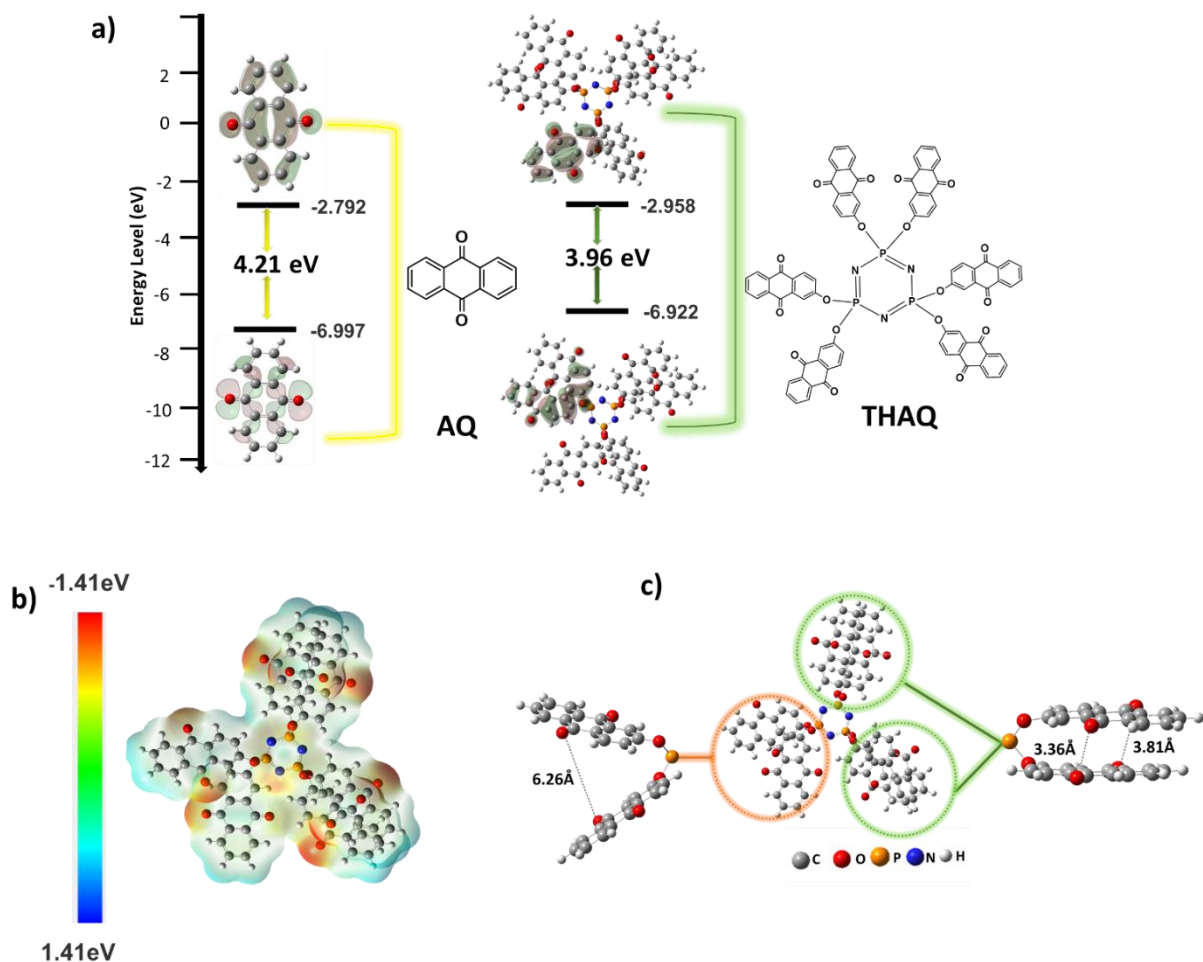 a)
Energy Level (eV)
2
0
-2
-4
-6
-8
-10
-12
-2.792
4.21 eV
-6.997
O
O
AQ
-2.958
3.96 eV
-6.922
O
O
O
O
O
O
P
N
N
O
O
O
P
P
O
O
O
N
O
O
O
O
O
O
THAQ
b)
-1.41eV
1.41eV
c)
6.26Å
3.36Å
3.81Å
C O P N H